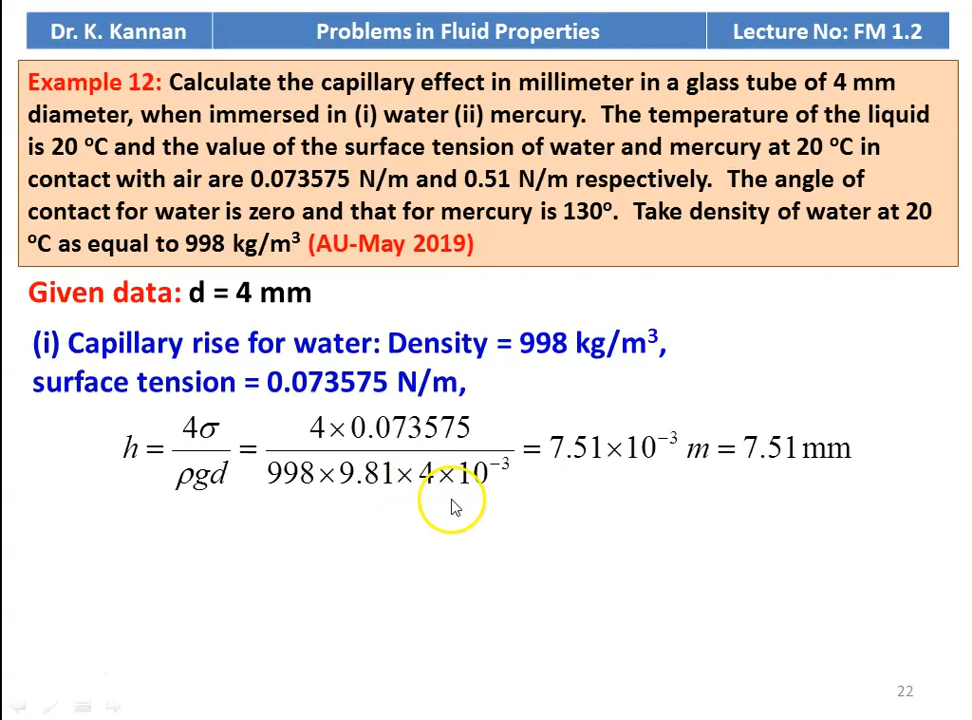 Dr. K. Kannan
Problems in Fluid Properties
Lecture No: FM 1.2
Example 12: Calculate the capillary effect in millimeter in a glass tube of 4 mm
diameter, when immersed in (i) water (ii) mercury. The temperature of the liquid
is 20 °C and the value of the surface tension of water and mercury at 20 °C in
contact with air are 0.073575 N/m and 0.51 N/m respectively. The angle of
contact for water is zero and that for mercury is 130°. Take density of water at 20
°C as equal to 998 kg/m³ (AU-May 2019)
Given data: d = 4 mm
(i) Capillary rise for water: Density = 998 kg/m³,
surface tension = 0.073575 N/m,
h = 4σ / ρgd = 4×0.073575 / 998×9.81×4×10⁻³ = 7.51×10⁻³ m = 7.51 mm
22